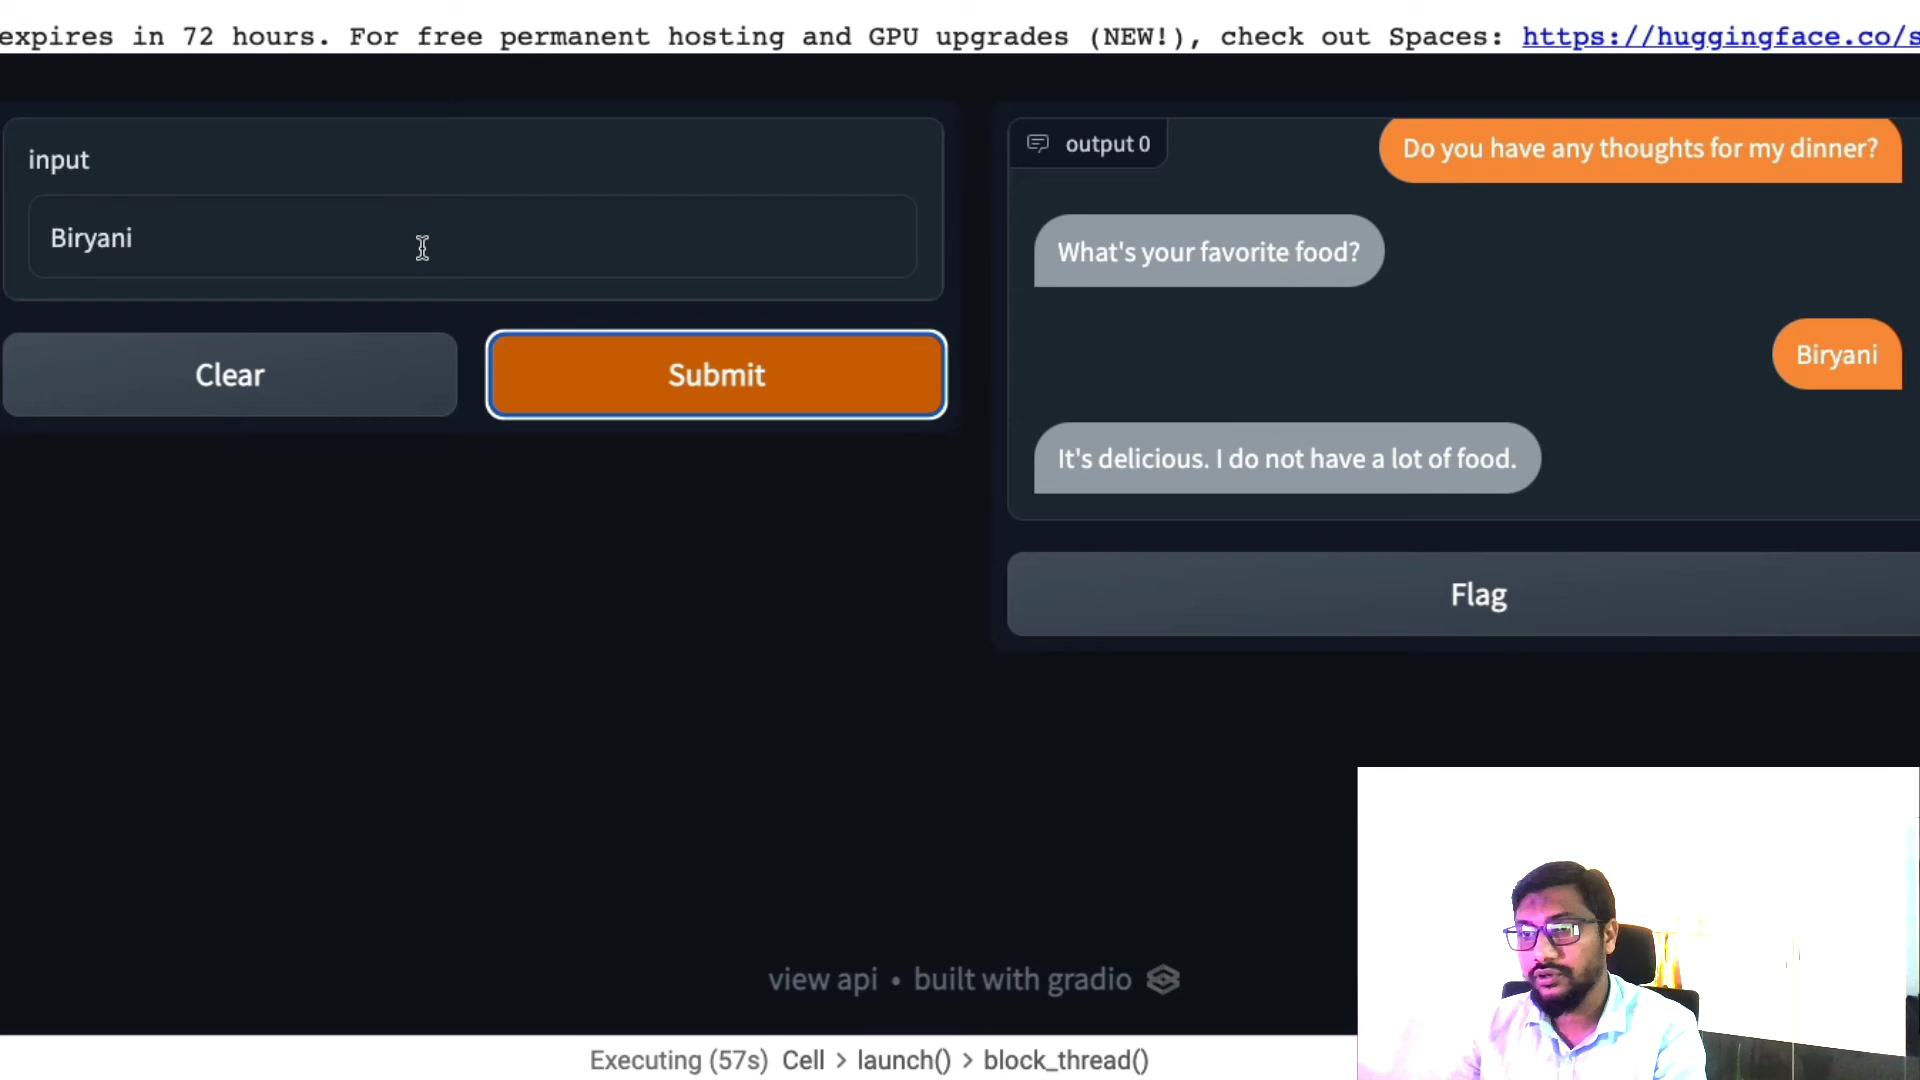 expires in 72 hours. For free permanent hosting and GPU upgrades (NEW!), check out Spaces: https://huggingface.co/s
input
Biryani
Clear
Submit
output 0
Do you have any thoughts for my dinner?
What's your favorite food?
Biryani
It's delicious. I do not have a lot of food.
Flag
view api • built with gradio
Executing (57s) Cell > launch() > block_thread()